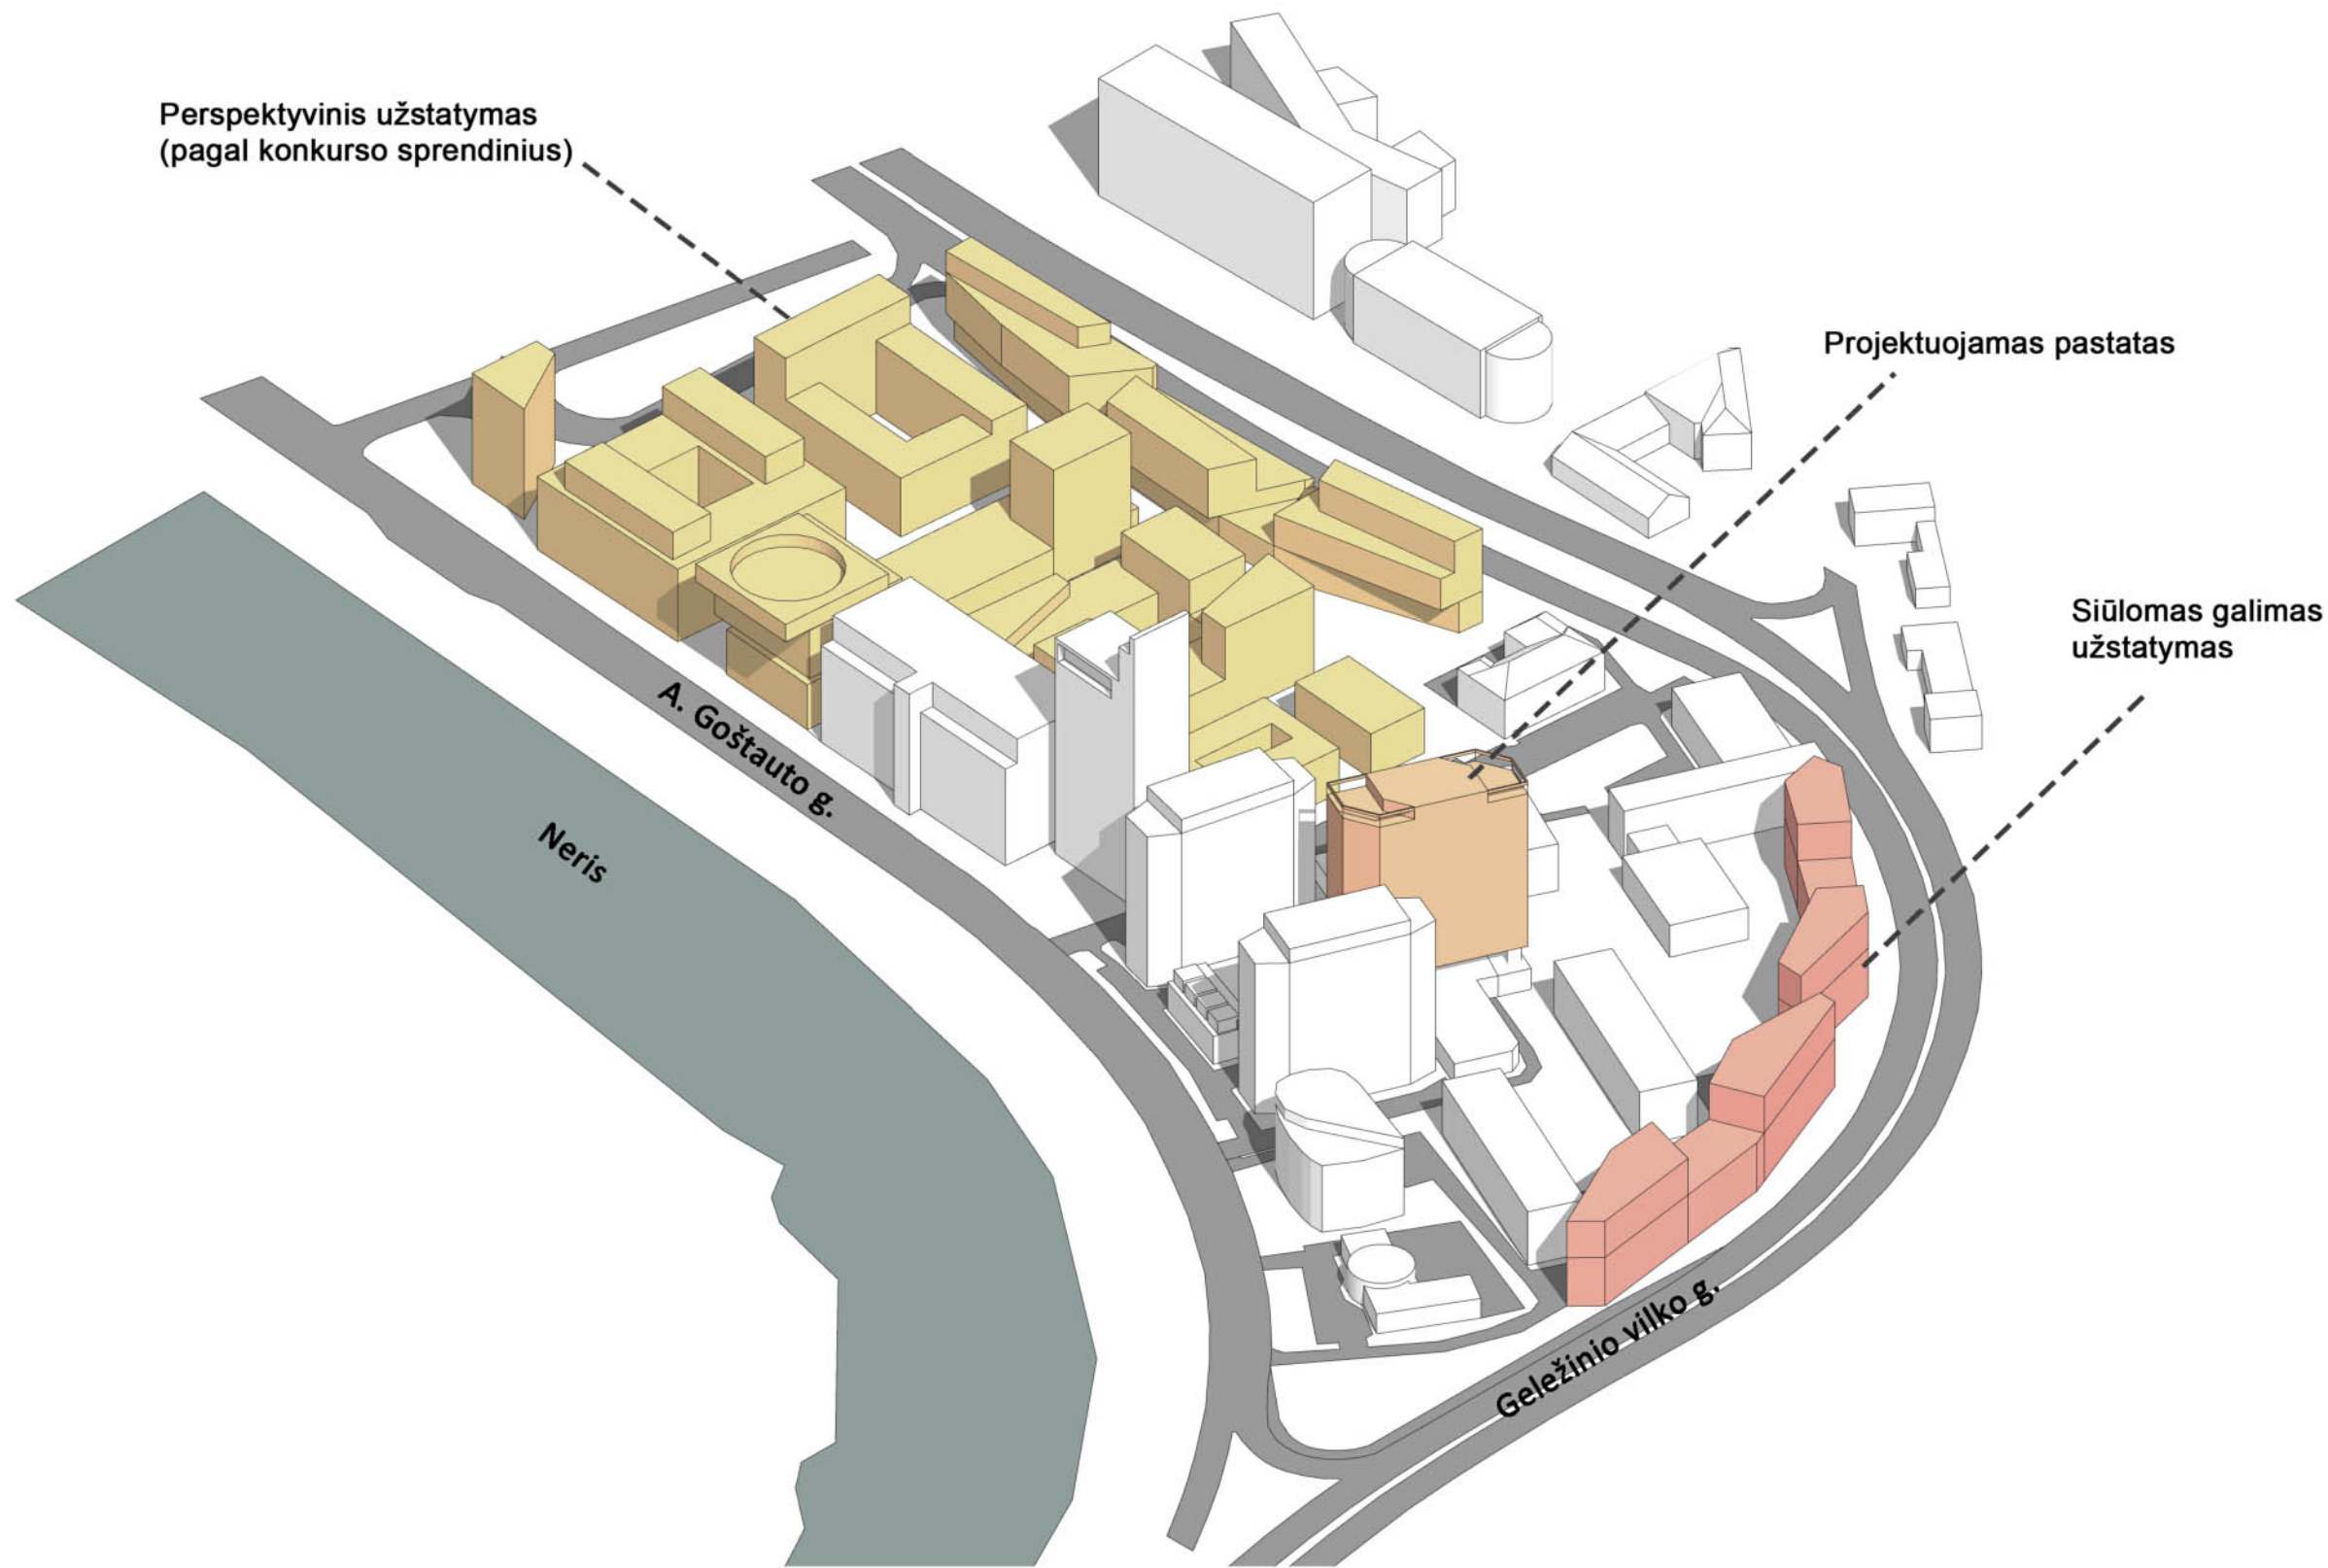 Perspektyvinis užstatymas
(pagal konkurso sprendinius)
Projektuojamas pastatas
Siūlomas galimas
užstatymas
A. Goštauto g.
Neris
Geležinio vilko g.